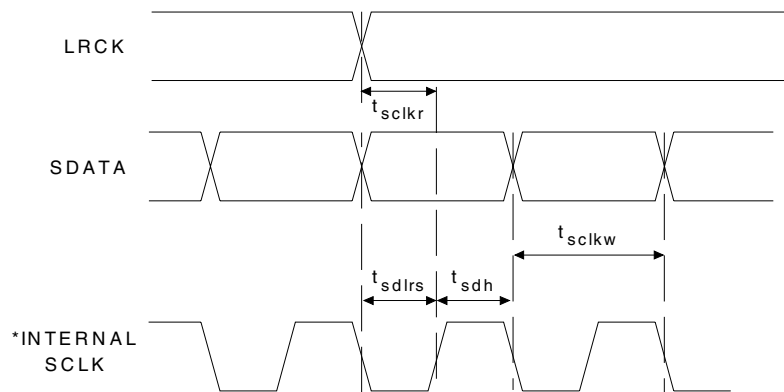 LRCK
t sclkr
SDATA
t sclkw
t sdlrs
t sdh
*INTERNAL
SCLK